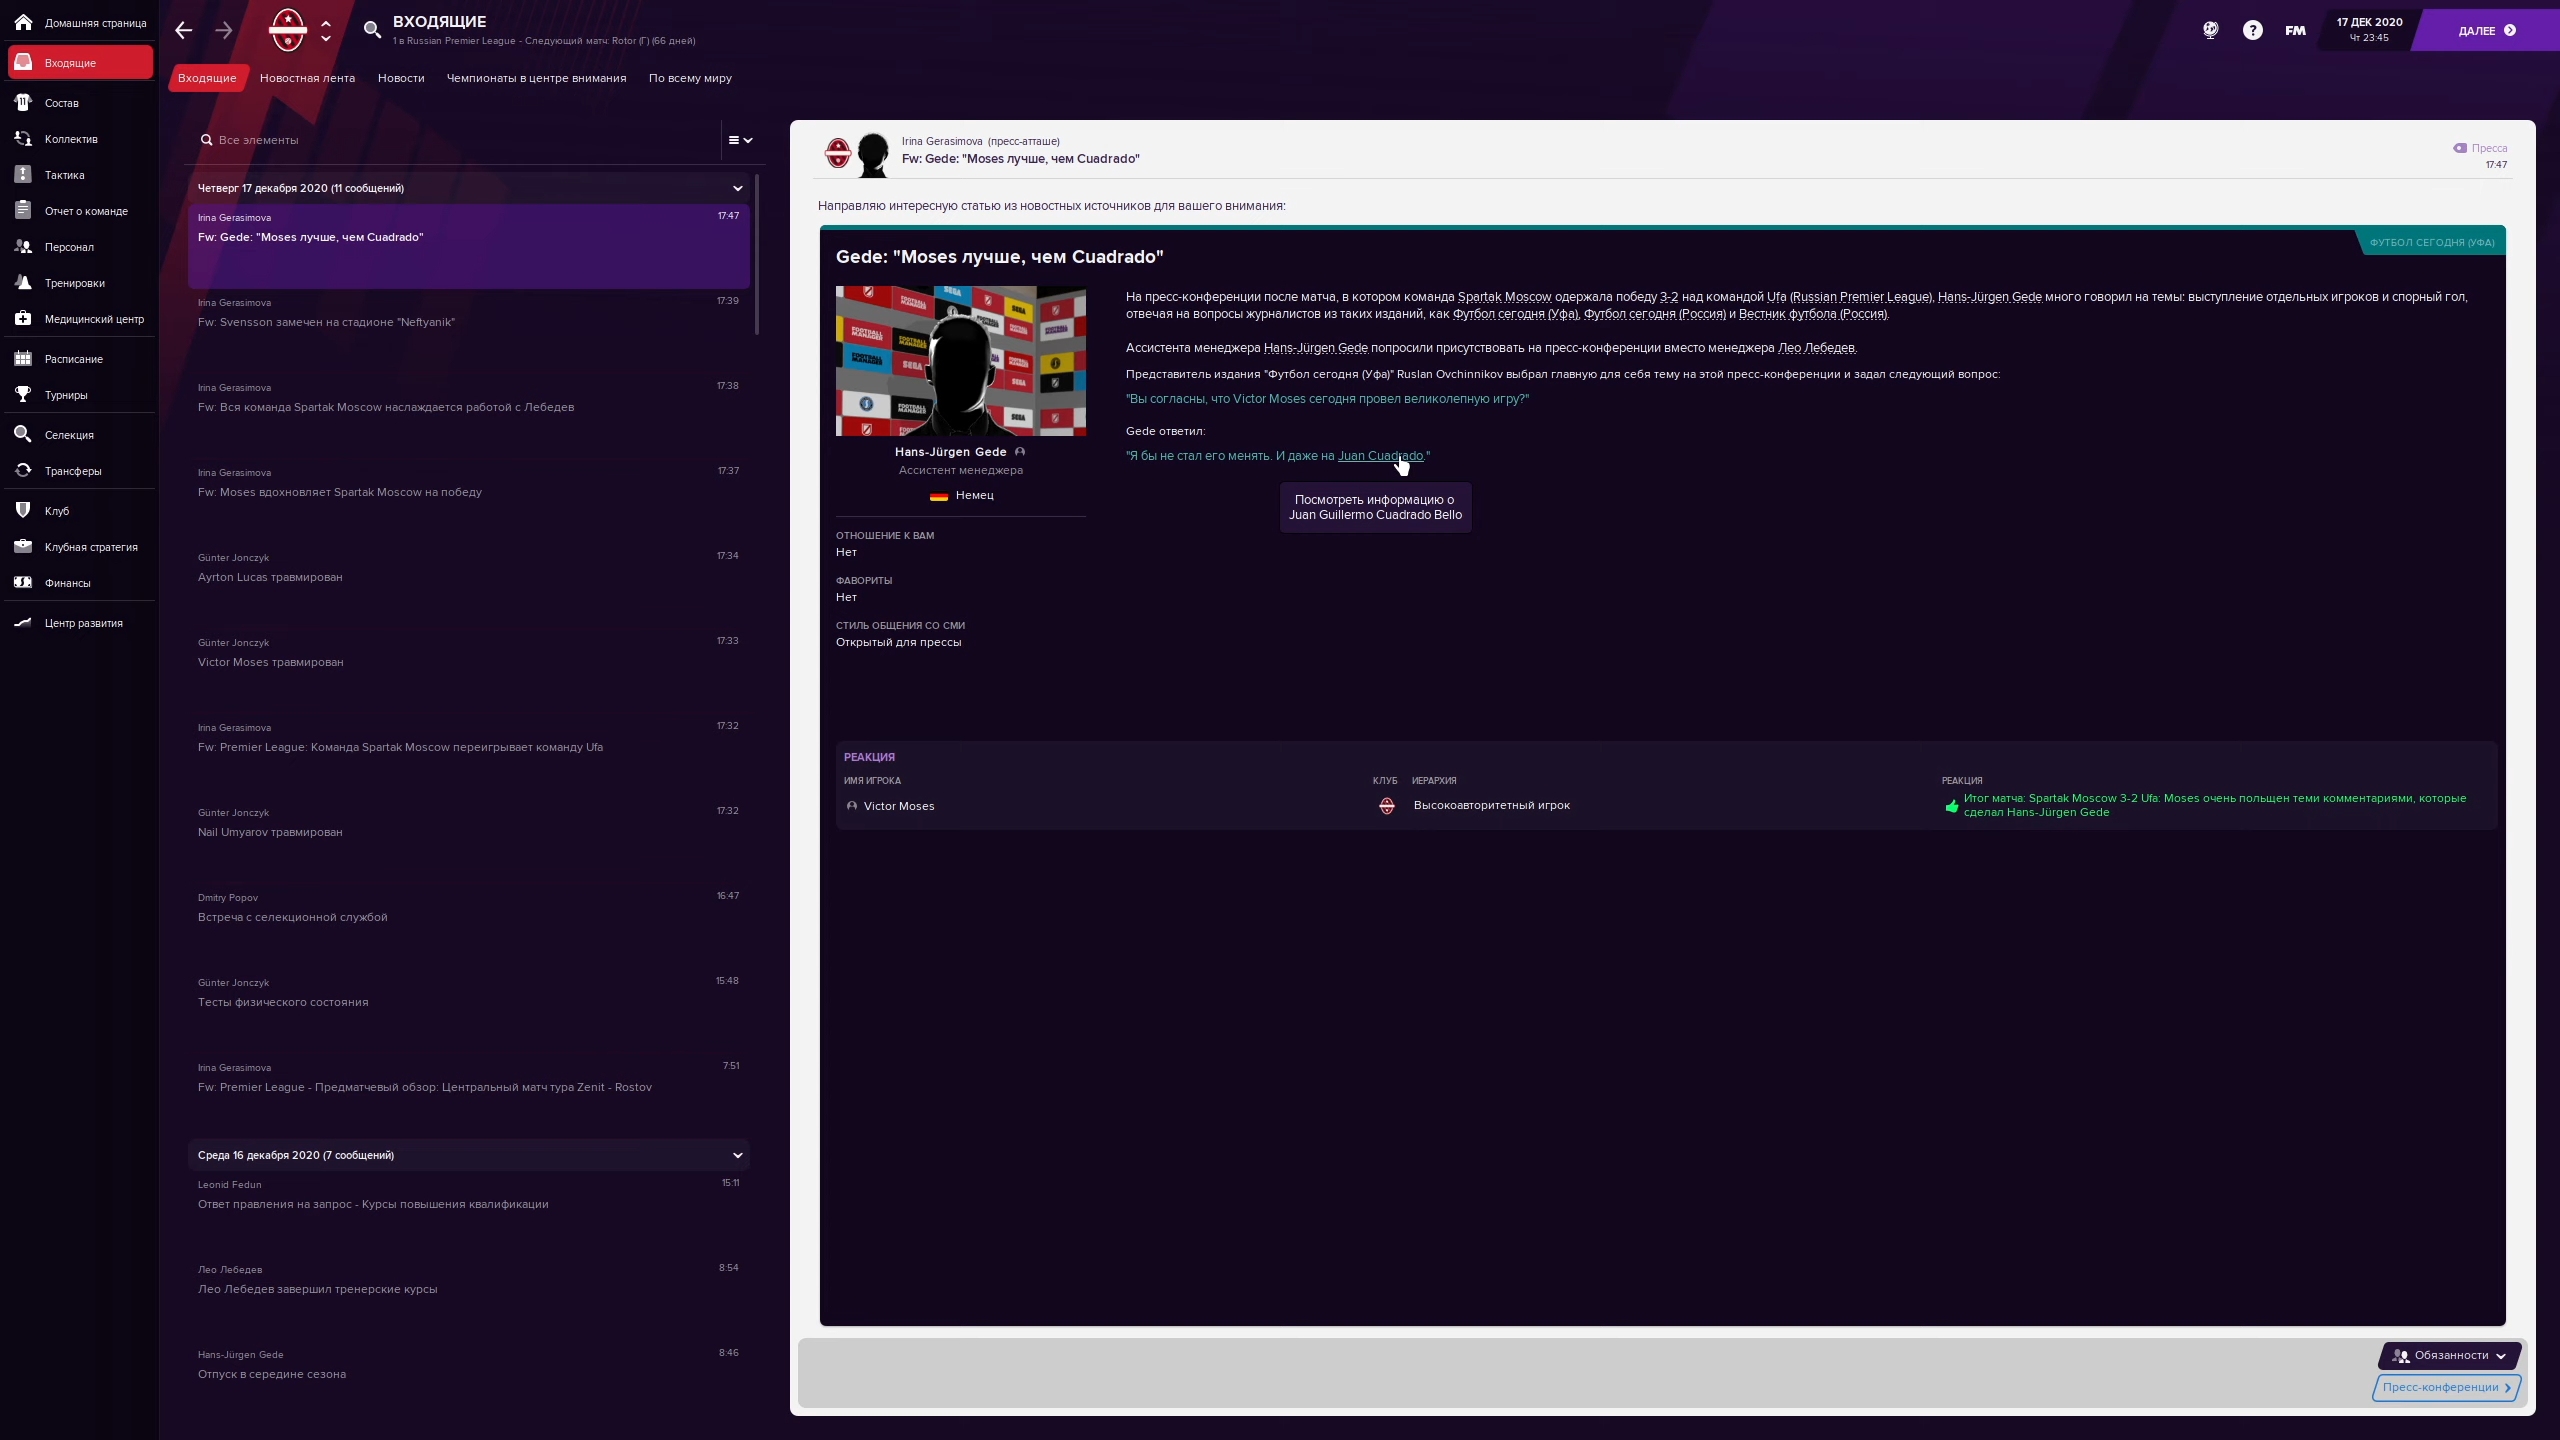 Домашняя страница
Входящие
Состав
Коллектив
Тактика
Отчет о команде
Персонал
Тренировки
Медицинский центр
Расписание
Турниры
Селекция
Трансферы
Клуб
Клубная стратегия
Финансы
Центр развития
ВХОДЯЩИЕ
1 в Russian Premier League - Следующий матч: Rotor (Г) (66 дней)
FM
17 ДЕК 2020
Чт 23:45
ДАЛЕЕ
Входящие
Новостная лента
Новости
Чемпионаты в центре внимания
По всему миру
Все элементы
Четверг 17 декабря 2020 (11 сообщений)
Irina Gerasimova 17:47
Fw: Gede: "Moses лучше, чем Cuadrado"
Irina Gerasimova 17:39
Fw: Svensson замечен на стадионе "Neftyanik"
Irina Gerasimova 17:38
Fw: Вся команда Spartak Moscow наслаждается работой с Лебедев
Irina Gerasimova 17:37
Fw: Moses вдохновляет Spartak Moscow на победу
Günter Jonczyk 17:34
Ayrton Lucas травмирован
Günter Jonczyk 17:33
Victor Moses травмирован
Irina Gerasimova 17:32
Fw: Premier League: Команда Spartak Moscow переигрывает команду Ufa
Günter Jonczyk 17:32
Nail Umyarov травмирован
Dmitry Popov 16:47
Встреча с селекционной службой
Günter Jonczyk 15:48
Тесты физического состояния
Irina Gerasimova 7:51
Fw: Premier League - Предматчевый обзор: Центральный матч тура Zenit - Rostov
Среда 16 декабря 2020 (7 сообщений)
Leonid Fedun 15:11
Ответ правления на запрос - Курсы повышения квалификации
Лео Лебедев 8:54
Лео Лебедев завершил тренерские курсы
Hans-Jürgen Gede 8:46
Отпуск в середине сезона
Irina Gerasimova (пресс-атташе)
Fw: Gede: "Moses лучше, чем Cuadrado"
Пресса
17:47
Направляю интересную статью из новостных источников для вашего внимания:
ФУТБОЛ СЕГОДНЯ (УФА)
Gede: "Moses лучше, чем Cuadrado"
На пресс-конференции после матча, в котором команда Spartak Moscow одержала победу 3-2 над командой Ufa (Russian Premier League), Hans-Jürgen Gede много говорил на темы: выступление отдельных игроков и спорный гол,
отвечая на вопросы журналистов из таких изданий, как Футбол сегодня (Уфа), Футбол сегодня (Россия) и Вестник футбола (Россия).
Ассистента менеджера Hans-Jürgen Gede попросили присутствовать на пресс-конференции вместо менеджера Лео Лебедев.
Представитель издания "Футбол сегодня (Уфа)" Ruslan Ovchinnikov выбрал главную для себя тему на этой пресс-конференции и задал следующий вопрос:
"Вы согласны, что Victor Moses сегодня провел великолепную игру?"
Gede ответил:
"Я бы не стал его менять. И даже на Juan Cuadrado."
Посмотреть информацию о
Juan Guillermo Cuadrado Bello
Hans-Jürgen Gede
Ассистент менеджера
Немец
ОТНОШЕНИЕ К ВАМ
Нет
ФАВОРИТЫ
Нет
СТИЛЬ ОБЩЕНИЯ СО СМИ
Открытый для прессы
РЕАКЦИЯ
ИМЯ ИГРОКА КЛУБ ИЕРАРХИЯ РЕАКЦИЯ
Victor Moses Высокоавторитетный игрок Итог матча: Spartak Moscow 3-2 Ufa: Moses очень польщен теми комментариями, которые
сделал Hans-Jürgen Gede
Обязанности
Пресс-конференции